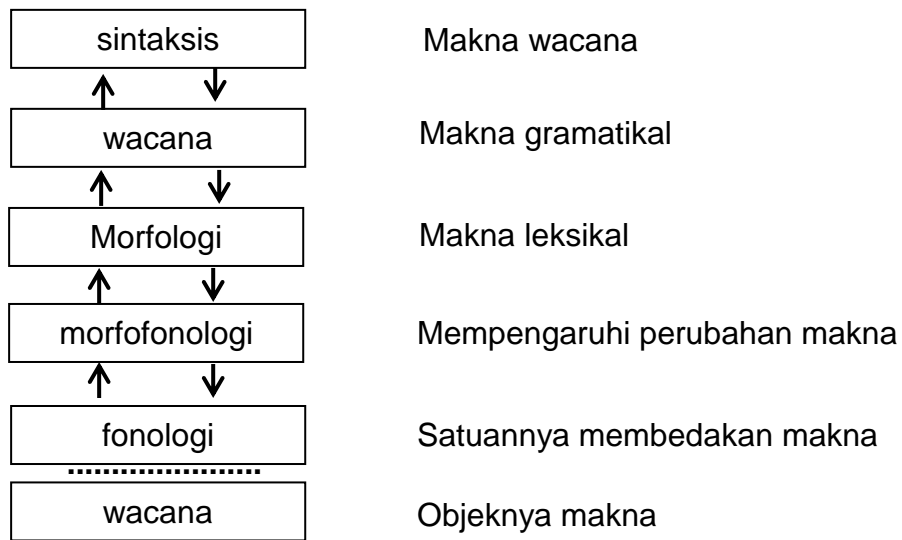 sintaksis Makna wacana
wacana Makna gramatikal
Morfologi Makna leksikal
morfofonologi Mempengaruhi perubahan makna
fonologi Satuannya membedakan makna
wacana Objeknya makna